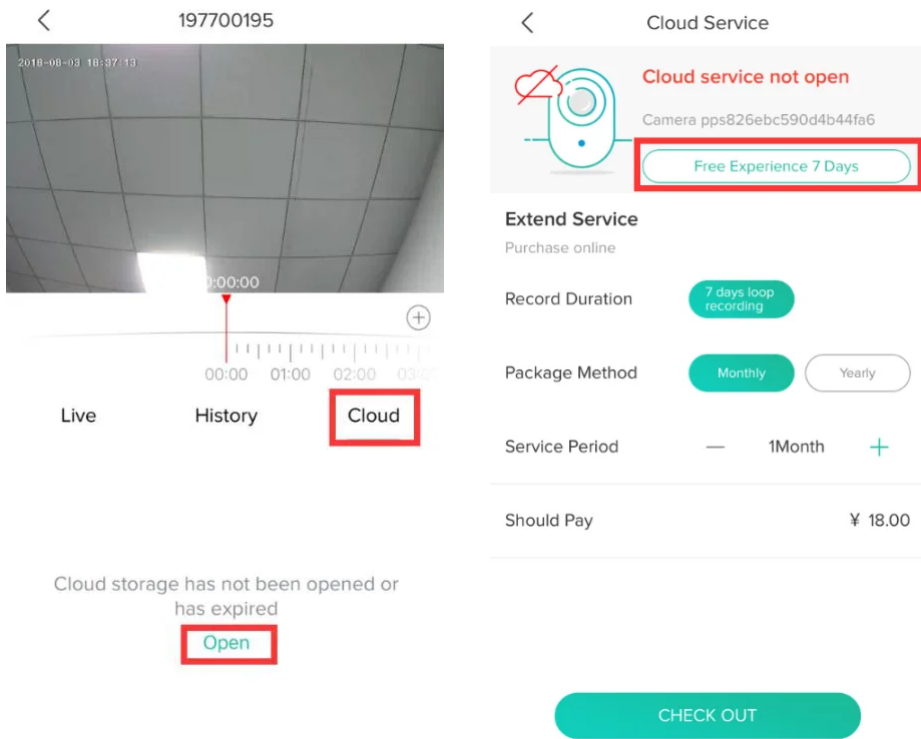 197700195
2018-08-03 18:37:13
0:00:00
00:00 01:00 02:00 03:0
Live History Cloud
Cloud storage has not been opened or
has expired
Open
Cloud Service
Cloud service not open
Camera pps826ebc590d4b44fa6
Free Experience 7 Days
Extend Service
Purchase online
Record Duration
7 days loop
recording
Package Method
Monthly
Yearly
Service Period
— 1Month +
Should Pay
¥ 18.00
CHECK OUT